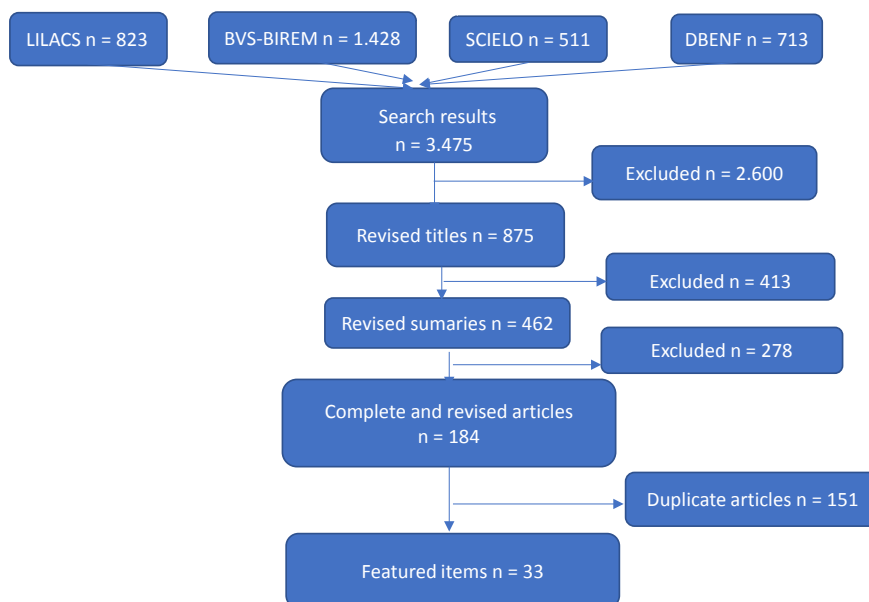 LILACS n = 823
BVS-BIREM n = 1.428
SCIELO n = 511
DBENF n = 713
Search results
n = 3.475
Excluded n = 2.600
Revised titles n = 875
Excluded n = 413
Revised sumaries n = 462
Excluded n = 278
Complete and revised articles
n = 184
Duplicate articles n = 151
Featured items n = 33